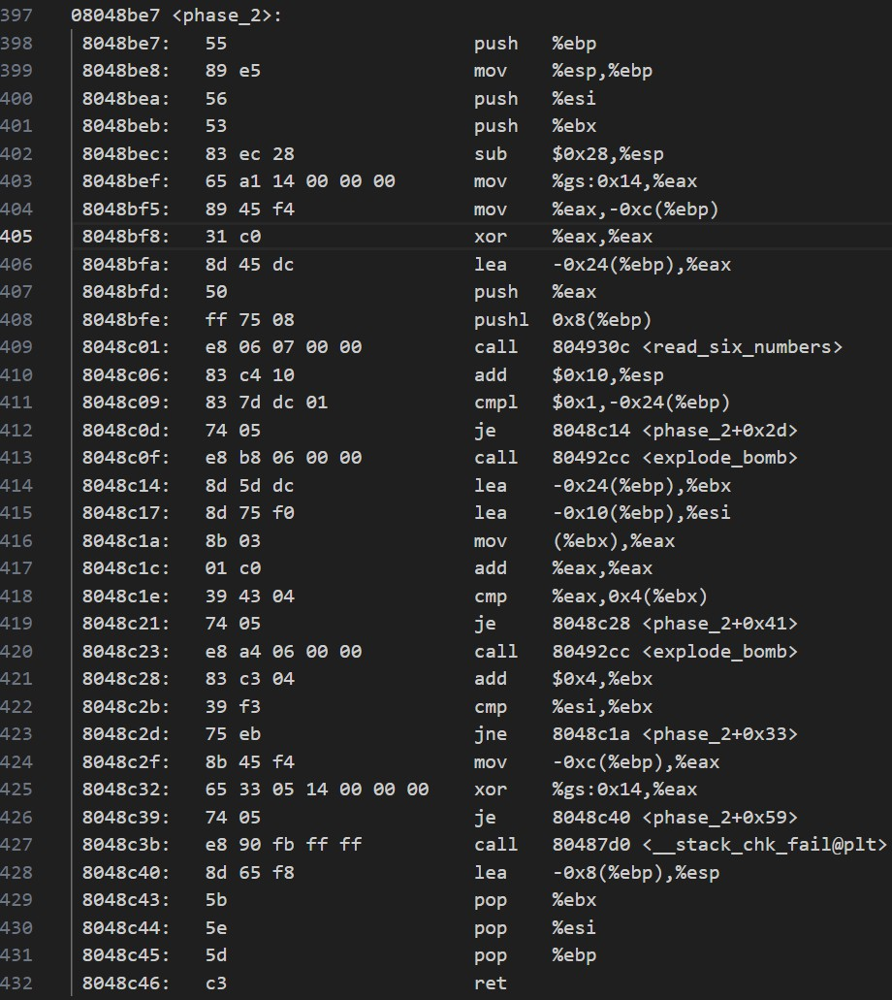 397 08048be7 <phase_2>:
398 8048be7: 55 push %ebp
399 8048be8: 89 e5 mov %esp,%ebp
400 8048bea: 56 push %esi
401 8048beb: 53 push %ebx
402 8048bec: 83 ec 28 sub $0x28,%esp
403 8048bef: 65 a1 14 00 00 00 mov %gs:0x14,%eax
404 8048bf5: 89 45 f4 mov %eax,-0xc(%ebp)
405 8048bf8: 31 c0 xor %eax,%eax
406 8048bfa: 8d 45 dc lea -0x24(%ebp),%eax
407 8048bfd: 50 push %eax
408 8048bfe: ff 75 08 pushl 0x8(%ebp)
409 8048c01: e8 06 07 00 00 call 804930c <read_six_numbers>
410 8048c06: 83 c4 10 add $0x10,%esp
411 8048c09: 83 7d dc 01 cmpl $0x1,-0x24(%ebp)
412 8048c0d: 74 05 je 8048c14 <phase_2+0x2d>
413 8048c0f: e8 b8 06 00 00 call 80492cc <explode_bomb>
414 8048c14: 8d 5d dc lea -0x24(%ebp),%ebx
415 8048c17: 8d 75 f0 lea -0x10(%ebp),%esi
416 8048c1a: 8b 03 mov (%ebx),%eax
417 8048c1c: 01 c0 add %eax,%eax
418 8048c1e: 39 43 04 cmp %eax,0x4(%ebx)
419 8048c21: 74 05 je 8048c28 <phase_2+0x41>
420 8048c23: e8 a4 06 00 00 call 80492cc <explode_bomb>
421 8048c28: 83 c3 04 add $0x4,%ebx
422 8048c2b: 39 f3 cmp %esi,%ebx
423 8048c2d: 75 eb jne 8048c1a <phase_2+0x33>
424 8048c2f: 8b 45 f4 mov -0xc(%ebp),%eax
425 8048c32: 65 33 05 14 00 00 00 xor %gs:0x14,%eax
426 8048c39: 74 05 je 8048c40 <phase_2+0x59>
427 8048c3b: e8 90 fb ff ff call 80487d0 <__stack_chk_fail@plt>
428 8048c40: 8d 65 f8 lea -0x8(%ebp),%esp
429 8048c43: 5b pop %ebx
430 8048c44: 5e pop %esi
431 8048c45: 5d pop %ebp
432 8048c46: c3 ret